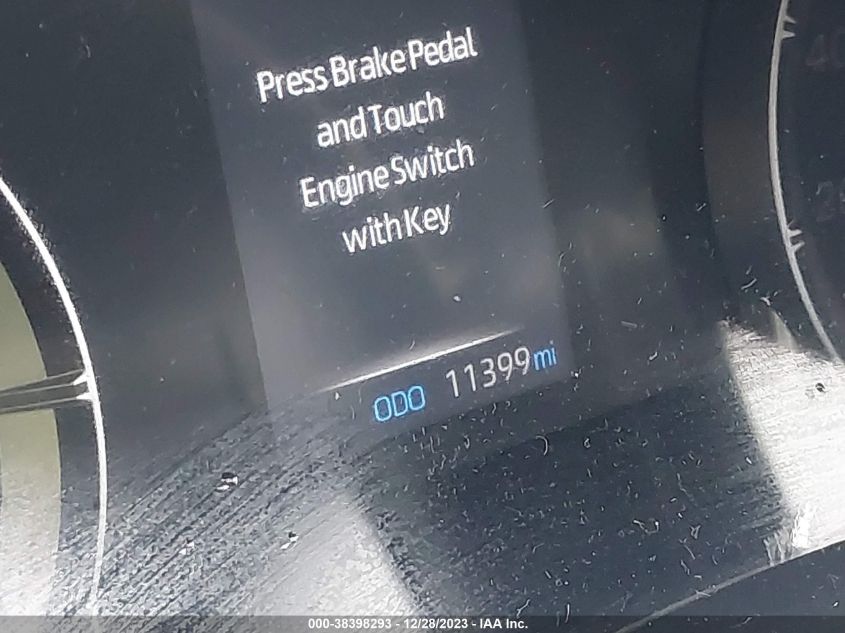 Press Brake Pedal
and Touch
Engine Switch
with Key
ODO 11399 mi
000-38398293 - 12/28/2023 - IAA Inc.